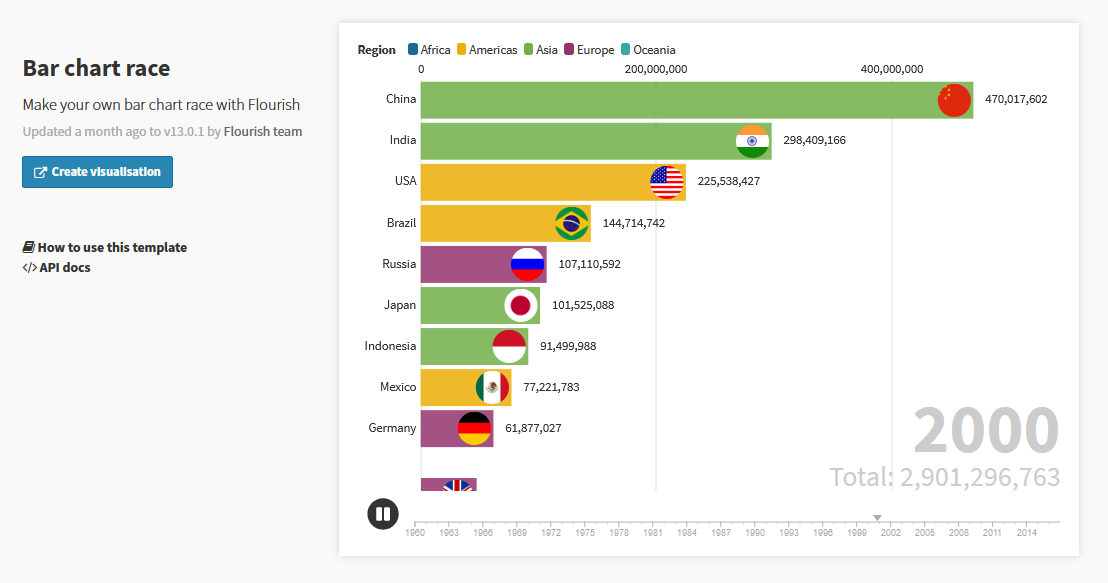 Bar chart race
Make your own bar chart race with Flourish
Updated a month ago to v13.0.1 by Flourish team
Create visualisation
How to use this template
</> API docs
Region Africa Americas Asia Europe Oceania
0 200,000,000 400,000,000
China 470,017,602
India 298,409,166
USA 225,538,427
Brazil 144,714,742
Russia 107,110,592
Japan 101,525,088
Indonesia 91,499,988
Mexico 77,221,783
Germany 61,877,027
2000
Total: 2,901,296,763
1960 1963 1966 1969 1972 1975 1978 1981 1984 1987 1990 1993 1996 1999 2002 2005 2008 2011 2014